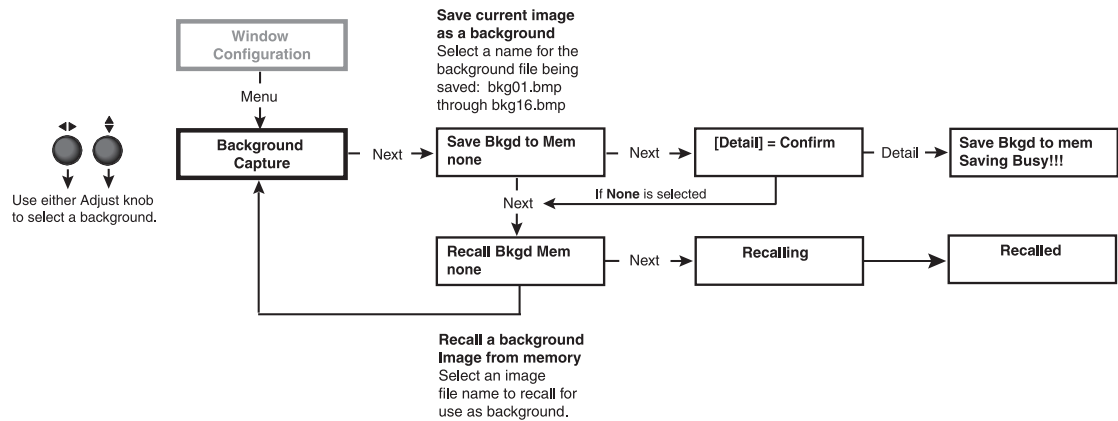 Save current image
as a background
Select a name for the
background file being
saved: bkg01.bmp
through bkg16.bmp
Window
Configuration
Menu
Use either Adjust knob
to select a background.
Background
Capture
Next
Save Bkgd to Mem
none
Next
[Detail] = Confirm
Detail
Save Bkgd to mem
Saving Busy!!!
If None is selected
Next
Recall Bkgd Mem
none
Next
Recalling
Recalled
Recall a background
Image from memory
Select an image
file name to recall for
use as background.